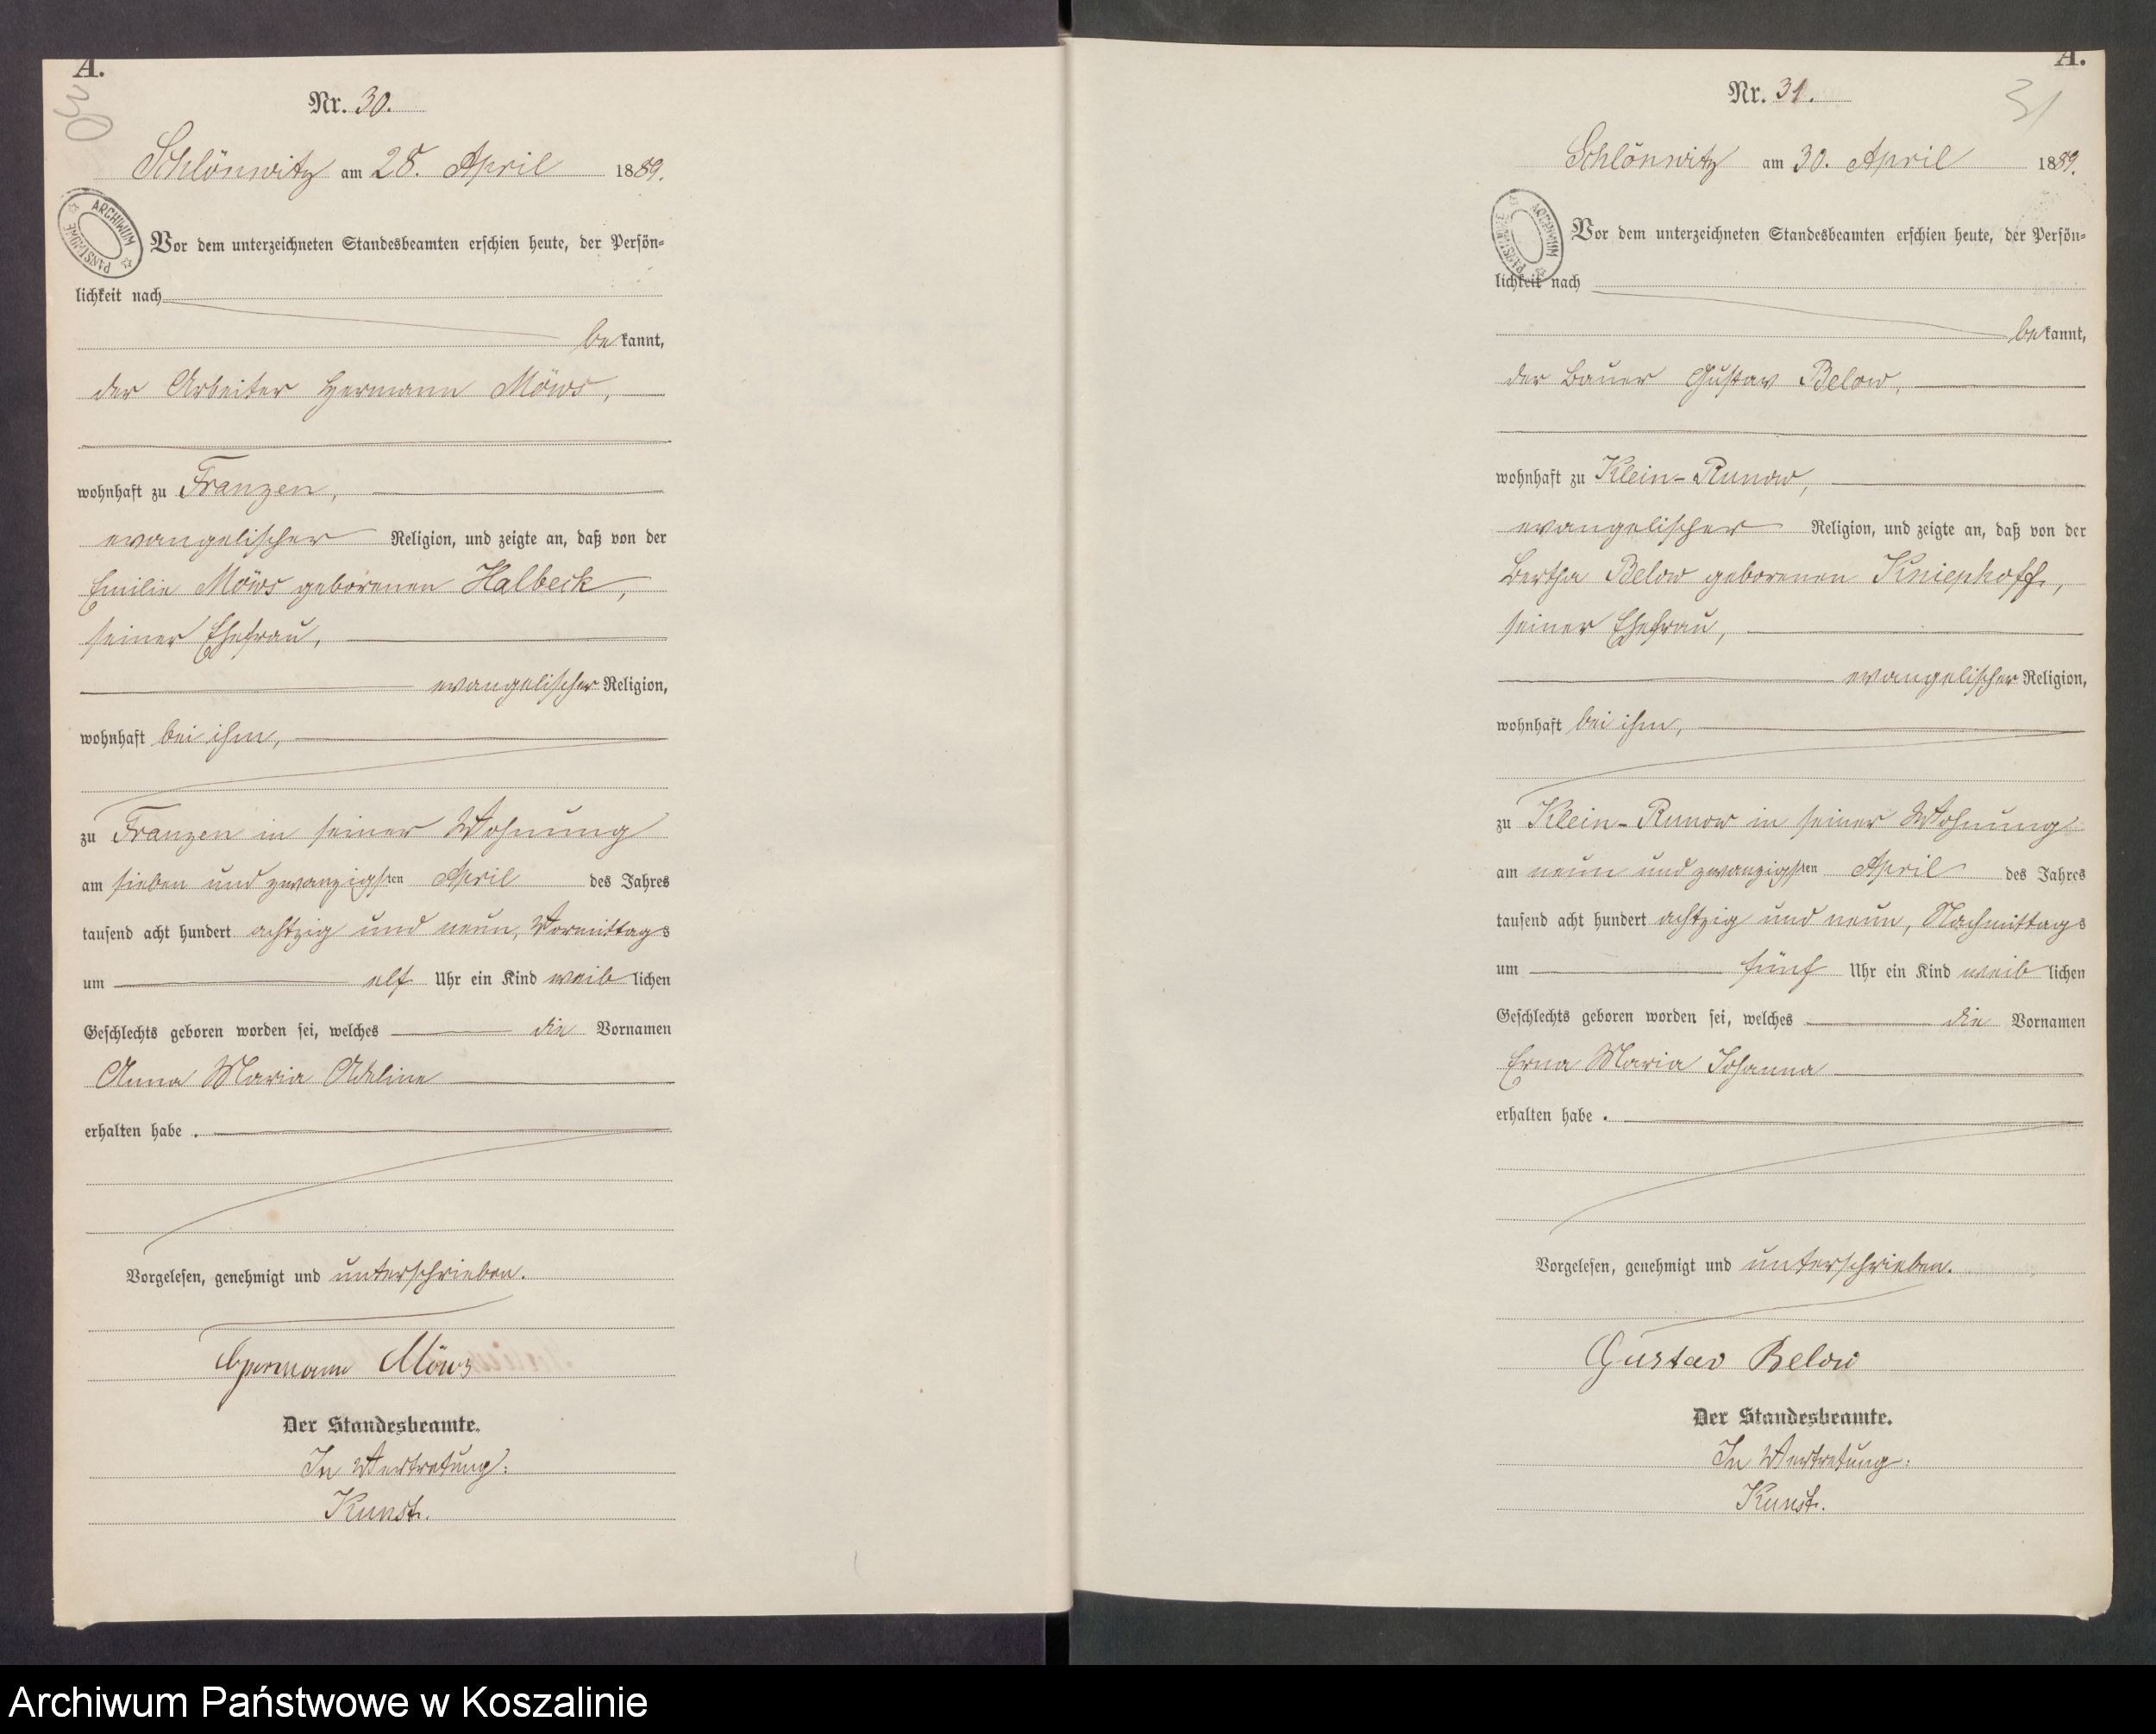 A.
Nr. 30.
Schlönwitz am 28. April 1889.
ARCHIWUM PAŃSTWOWE
Vor dem unterzeichneten Standesbeamten erschien heute, der Persön-
lichkeit nach
bekannt,
der Arbeiter Hermann Möws,
wohnhaft zu Franzen,
evangelischer Religion, und zeigte an, daß von der
Emilie Möws geborenen Halbeck,
seiner Ehefrau,
evangelischer Religion,
wohnhaft bei ihm,
zu Franzen in seiner Wohnung
am sieben und zwanzigsten April des Jahres
tausend acht hundert achtzig und neun, Vormittags
um elf Uhr ein Kind weiblichen
Geschlechts geboren worden sei, welches die Vornamen
Anna Maria Adeline
erhalten habe.
Vorgelesen, genehmigt und unterschrieben.
Hermann Möws
Der Standesbeamte.
In Vertretung:
Kunst.
A.
Nr. 31.
31
Schlönwitz am 30. April 1889.
ARCHIWUM PAŃSTWOWE
Vor dem unterzeichneten Standesbeamten erschien heute, der Persön-
lichkeit nach
bekannt,
der Bauer Gustav Below,
wohnhaft zu Klein-Runow,
evangelischer Religion, und zeigte an, daß von der
Bertha Below geborenen Kniephoff,
seiner Ehefrau,
evangelischer Religion,
wohnhaft bei ihm,
zu Klein-Runow in seiner Wohnung
am neun und zwanzigsten April des Jahres
tausend acht hundert achtzig und neun, Nachmittags
um fünf Uhr ein Kind weiblichen
Geschlechts geboren worden sei, welches die Vornamen
Erna Maria Johanna
erhalten habe.
Vorgelesen, genehmigt und unterschrieben.
Gustav Below
Der Standesbeamte.
In Vertretung:
Kunst.
Archiwum Państwowe w Koszalinie